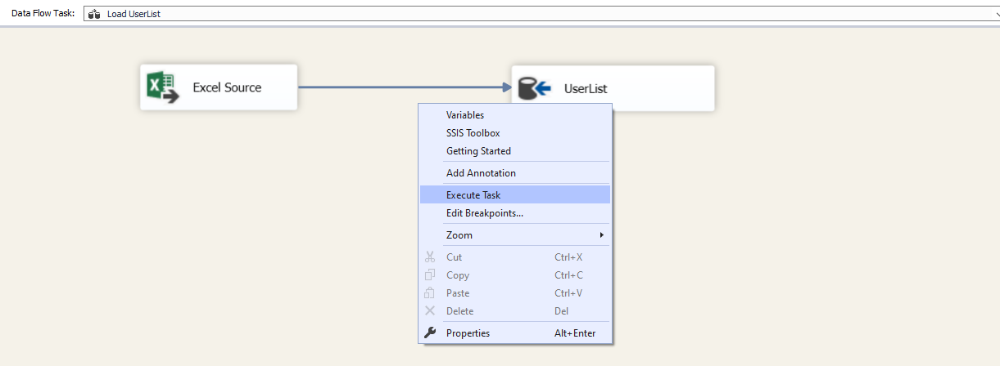 Data Flow Task: Load UserList
Excel Source
UserList
Variables
SSIS Toolbox
Getting Started
Add Annotation
Execute Task
Edit Breakpoints...
Zoom
Cut Ctrl+X
Copy Ctrl+C
Paste Ctrl+V
Delete Del
Properties Alt+Enter